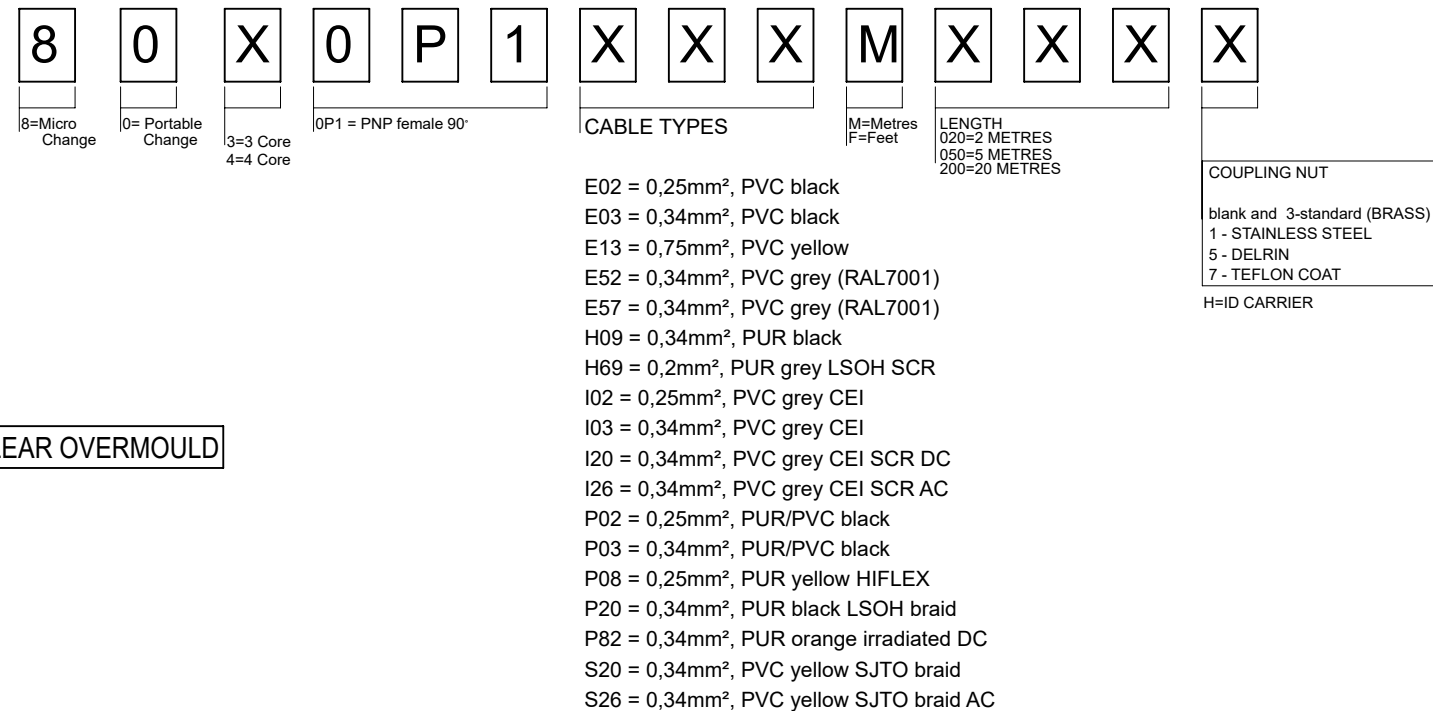 8 0 X 0 P 1 X X X M X X X X
8=Micro
Change
0= Portable
Change
3=3 Core
4=4 Core
0P1 = PNP female 90°
CABLE TYPES
M=Metres
F=Feet
LENGTH
020=2 METRES
050=5 METRES
200=20 METRES
COUPLING NUT
blank and 3-standard (BRASS)
1 - STAINLESS STEEL
5 - DELRIN
7 - TEFLON COAT
H=ID CARRIER
E02 = 0,25mm², PVC black
E03 = 0,34mm², PVC black
E13 = 0,75mm², PVC yellow
E52 = 0,34mm², PVC grey (RAL7001)
E57 = 0,34mm², PVC grey (RAL7001)
H09 = 0,34mm², PUR black
H69 = 0,2mm², PUR grey LSOH SCR
I02 = 0,25mm², PVC grey CEI
I03 = 0,34mm², PVC grey CEI
I20 = 0,34mm², PVC grey CEI SCR DC
I26 = 0,34mm², PVC grey CEI SCR AC
P02 = 0,25mm², PUR/PVC black
P03 = 0,34mm², PUR/PVC black
P08 = 0,25mm², PUR yellow HIFLEX
P20 = 0,34mm², PUR black LSOH braid
P82 = 0,34mm², PUR orange irradiated DC
S20 = 0,34mm², PVC yellow SJTO braid
S26 = 0,34mm², PVC yellow SJTO braid AC
EAR OVERMOULD